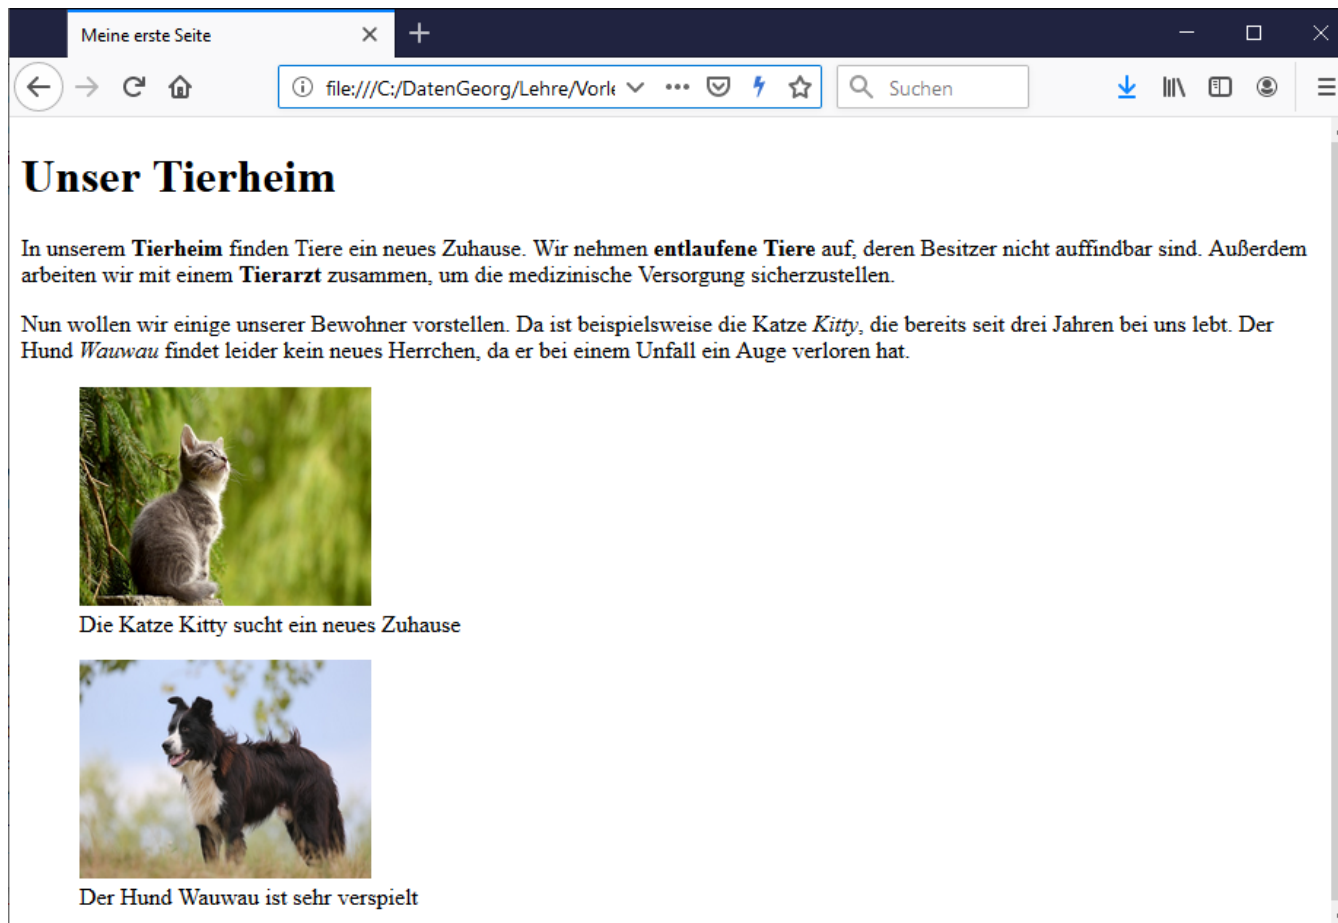 Meine erste Seite
file:///C:/DatenGeorg/Lehre/Vorle
Suchen
Unser Tierheim
In unserem Tierheim finden Tiere ein neues Zuhause. Wir nehmen entlaufene Tiere auf, deren Besitzer nicht auffindbar sind. Außerdem
arbeiten wir mit einem Tierarzt zusammen, um die medizinische Versorgung sicherzustellen.
Nun wollen wir einige unserer Bewohner vorstellen. Da ist beispielsweise die Katze Kitty, die bereits seit drei Jahren bei uns lebt. Der
Hund Wauwau findet leider kein neues Herrchen, da er bei einem Unfall ein Auge verloren hat.
Die Katze Kitty sucht ein neues Zuhause
Der Hund Wauwau ist sehr verspielt